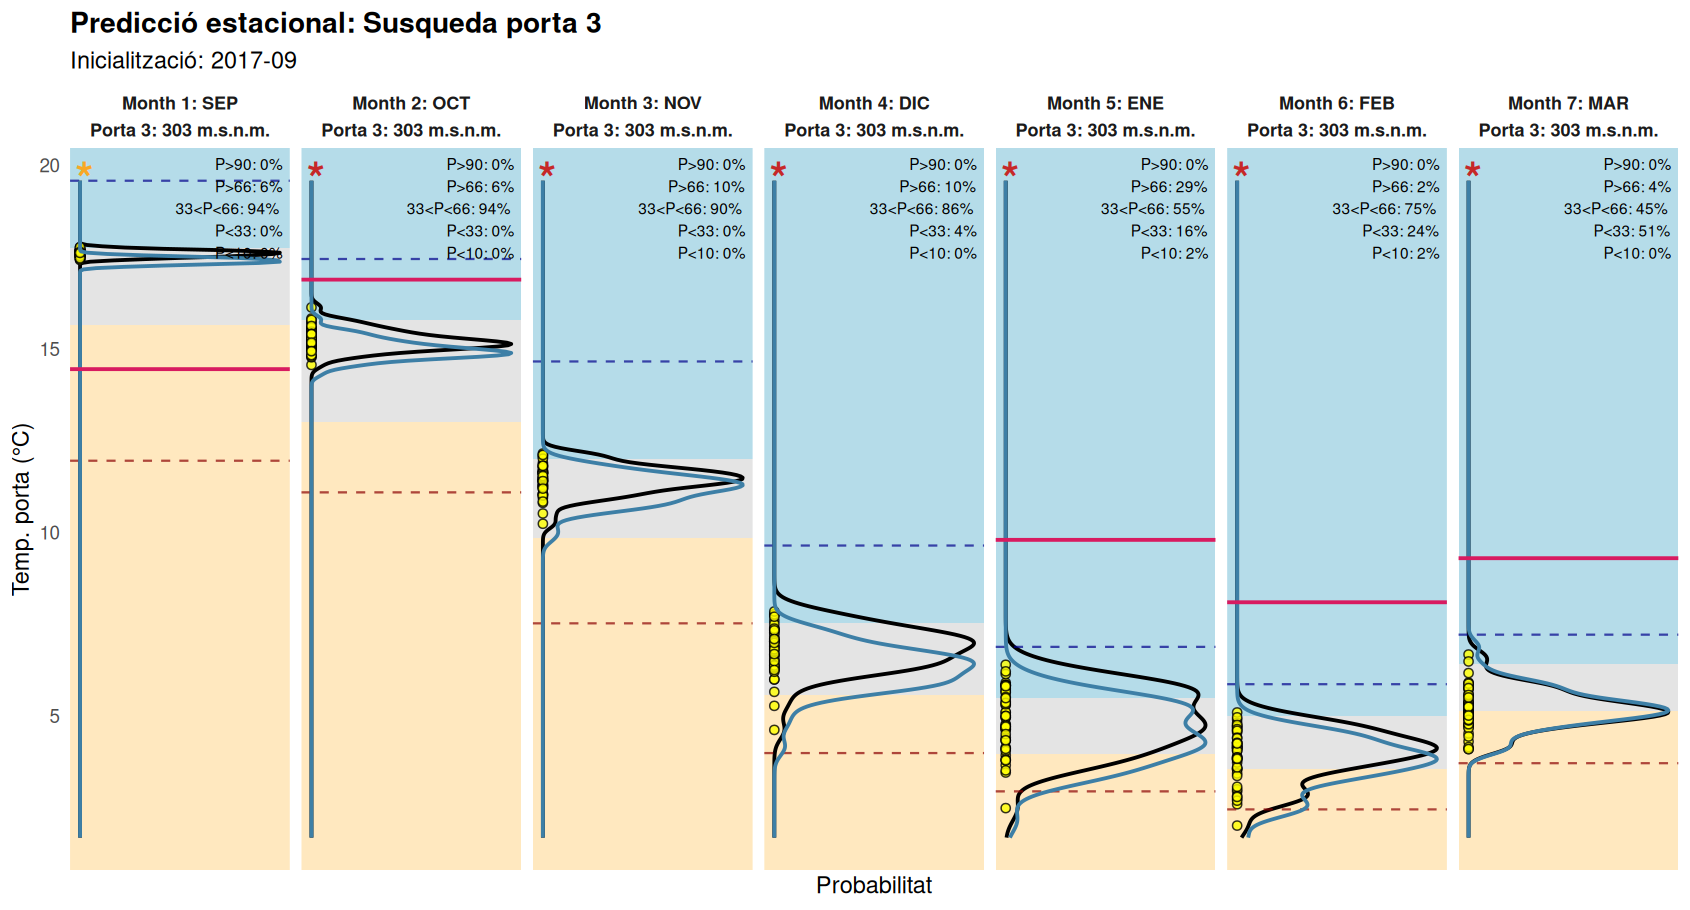 Predicció estacional: Susqueda porta 3
Inicialització: 2017-09
Month 1: SEP
Porta 3: 303 m.s.n.m.
Month 2: OCT
Porta 3: 303 m.s.n.m.
Month 3: NOV
Porta 3: 303 m.s.n.m.
Month 4: DIC
Porta 3: 303 m.s.n.m.
Month 5: ENE
Porta 3: 303 m.s.n.m.
Month 6: FEB
Porta 3: 303 m.s.n.m.
Month 7: MAR
Porta 3: 303 m.s.n.m.
Temp. porta (°C)
20
15
10
5
*
P>90: 0%
P>66: 6%
33<P<66: 94%
P<33: 0%
P<10: 0%
*
P>90: 0%
P>66: 6%
33<P<66: 94%
P<33: 0%
P<10: 0%
*
P>90: 0%
P>66: 10%
33<P<66: 90%
P<33: 0%
P<10: 0%
*
P>90: 0%
P>66: 10%
33<P<66: 86%
P<33: 4%
P<10: 0%
*
P>90: 0%
P>66: 29%
33<P<66: 55%
P<33: 16%
P<10: 2%
*
P>90: 0%
P>66: 2%
33<P<66: 75%
P<33: 24%
P<10: 2%
*
P>90: 0%
P>66: 4%
33<P<66: 45%
P<33: 51%
P<10: 0%
Probabilitat